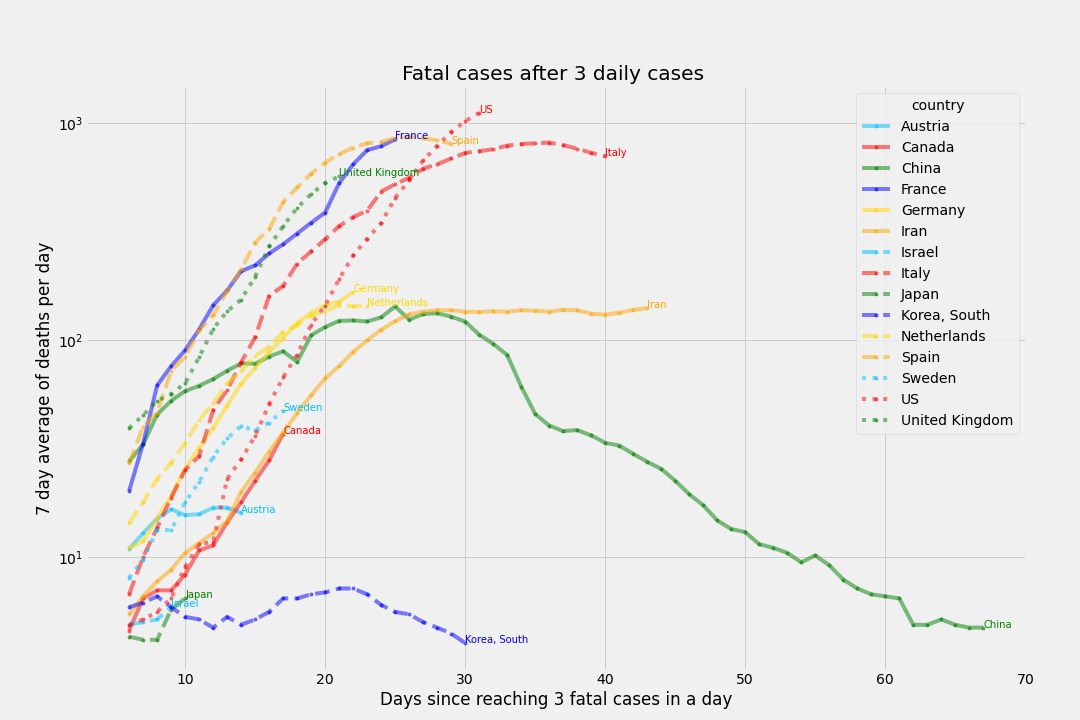 Fatal cases after 3 daily cases
7 day average of deaths per day
10³
10²
10¹
US
France
Spain
Italy
United Kingdom
Germany
Netherlands
Iran
Sweden
Canada
Austria
Japan
Israel
Korea, South
China
country
Austria
Canada
China
France
Germany
Iran
Israel
Italy
Japan
Korea, South
Netherlands
Spain
Sweden
US
United Kingdom
10 20 30 40 50 60 70
Days since reaching 3 fatal cases in a day